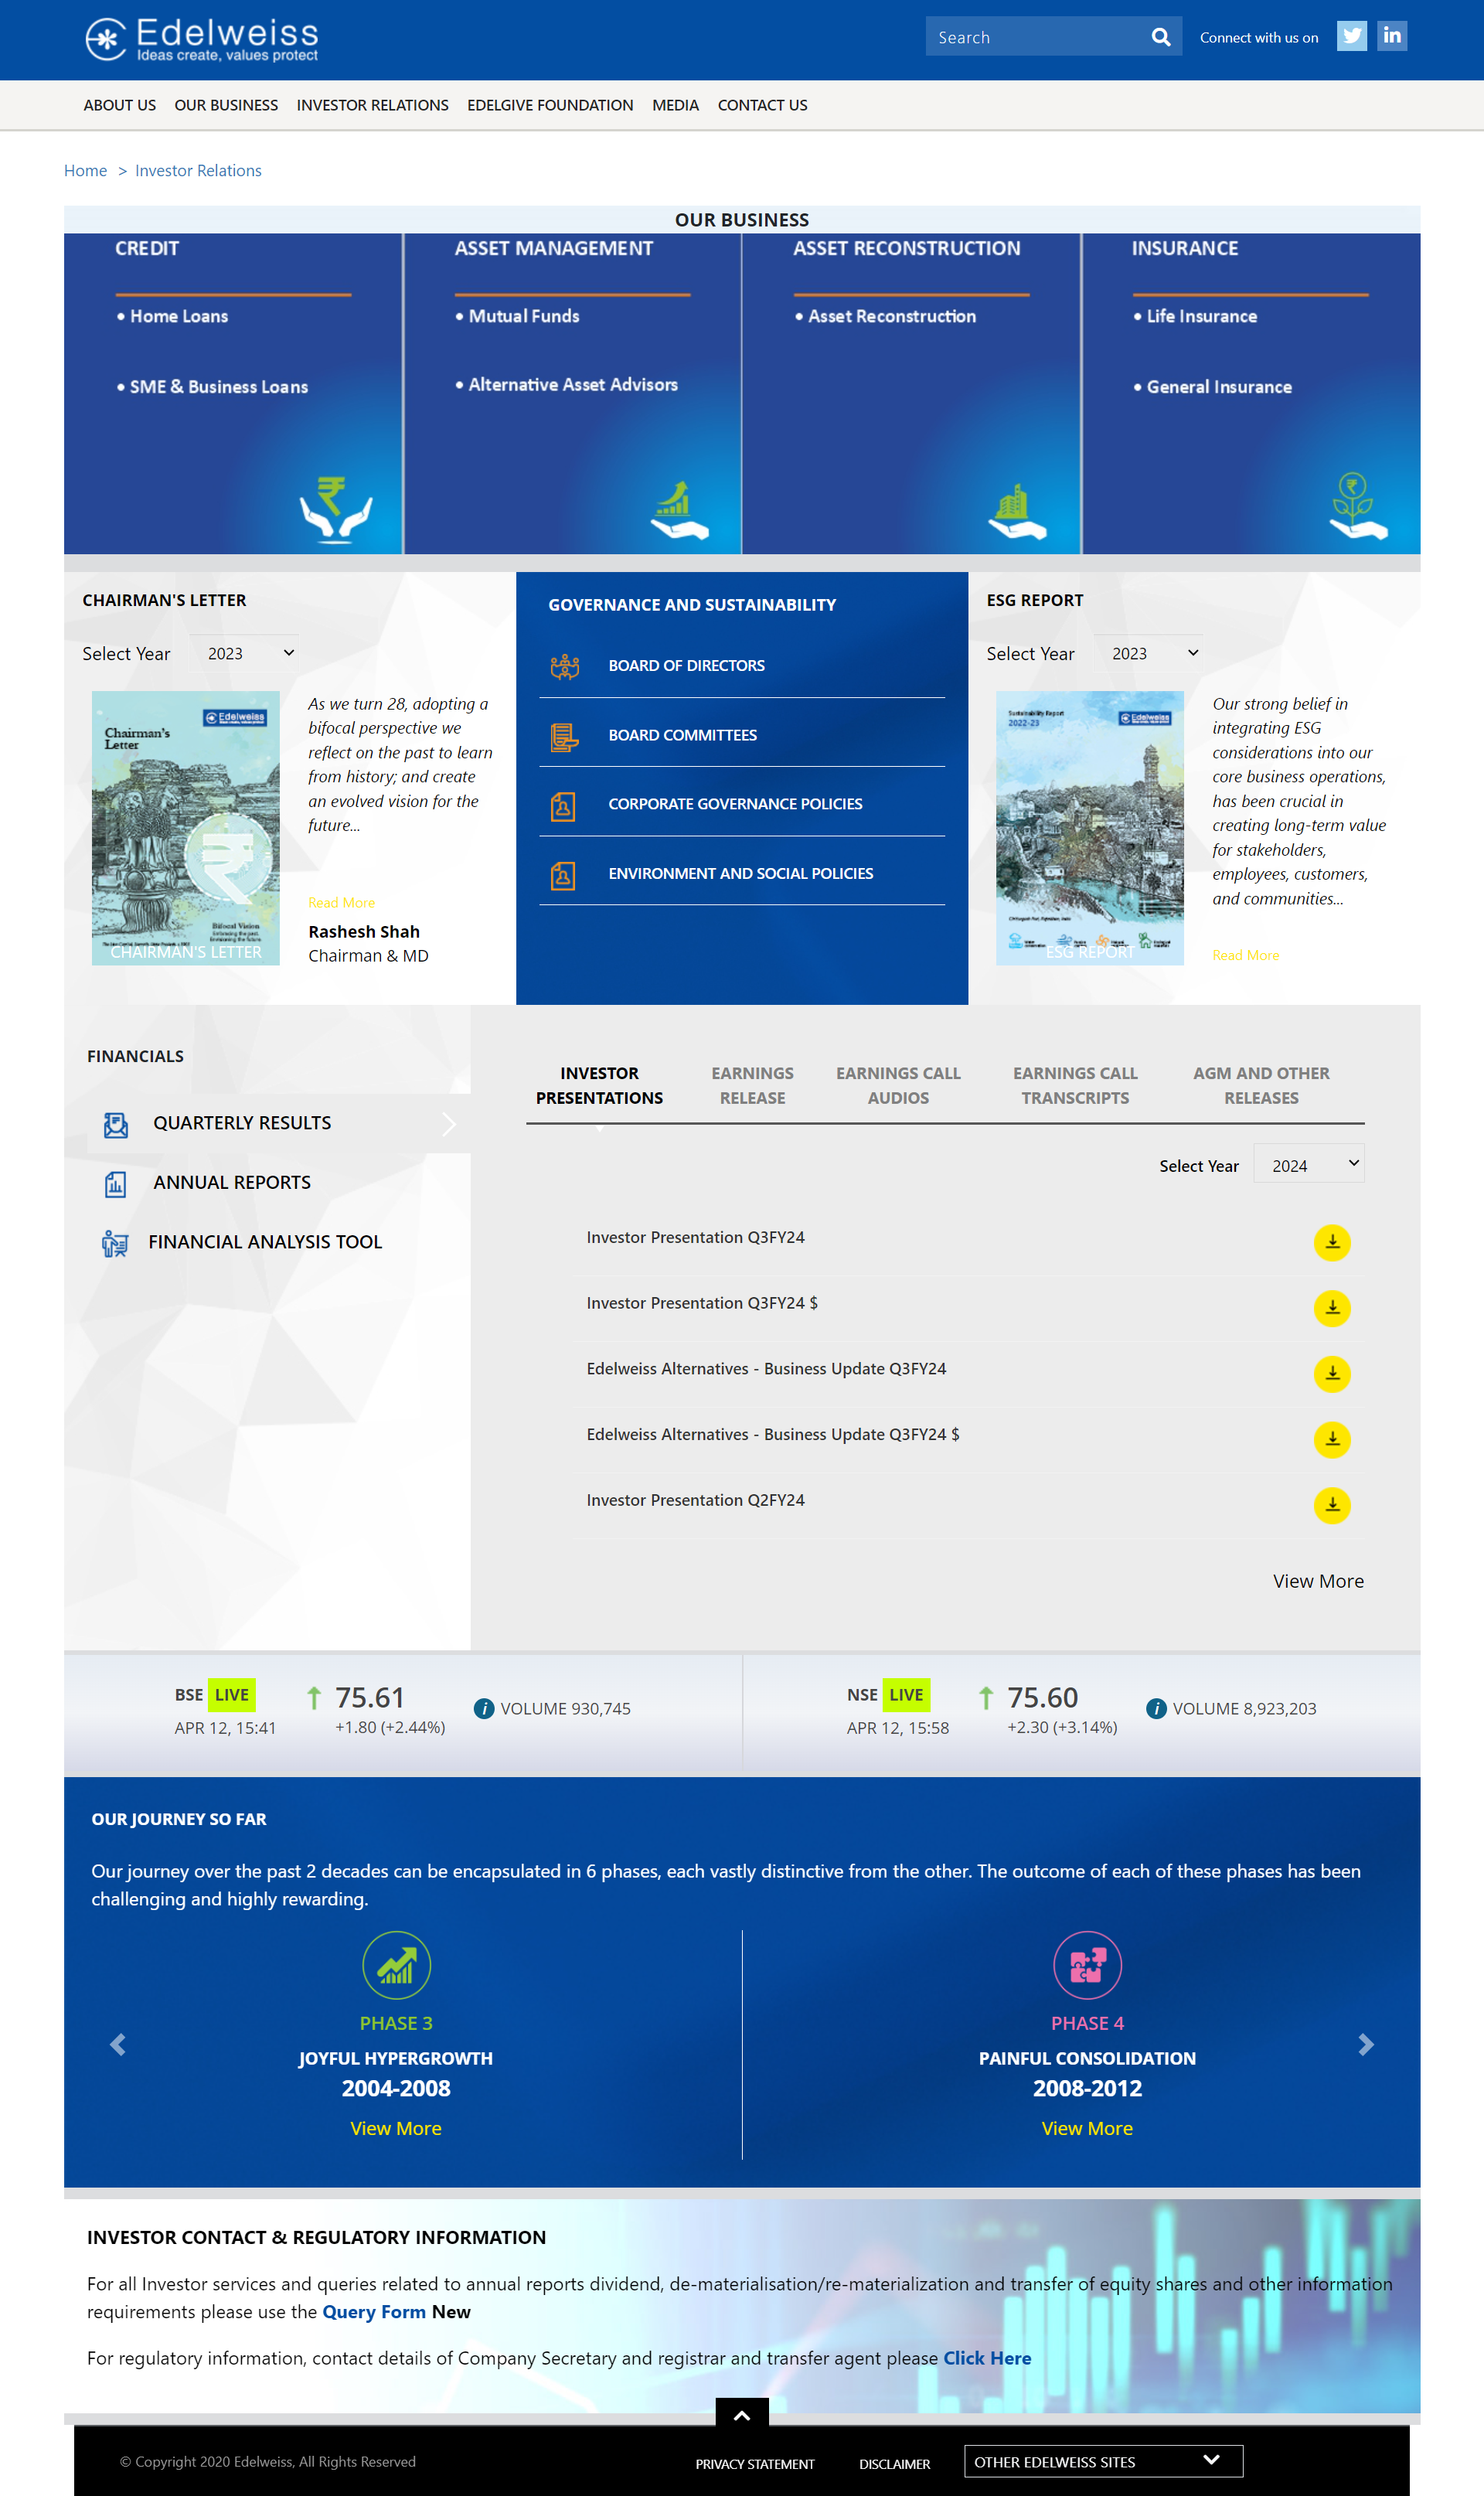 Edelweiss
Ideas create, values protect
Search
Connect with us on
ABOUT US OUR BUSINESS INVESTOR RELATIONS EDELGIVE FOUNDATION MEDIA CONTACT US
Home > Investor Relations
OUR BUSINESS
CREDIT
• Home Loans
• SME & Business Loans
ASSET MANAGEMENT
• Mutual Funds
• Alternative Asset Advisors
ASSET RECONSTRUCTION
• Asset Reconstruction
INSURANCE
• Life Insurance
• General Insurance
CHAIRMAN'S LETTER
Select Year 2023
Edelweiss
Chairman's
Letter
Bifocal Vision
CHAIRMAN'S LETTER
As we turn 28, adopting a
bifocal perspective we
reflect on the past to learn
from history; and create
an evolved vision for the
future...
Read More
Rashesh Shah
Chairman & MD
GOVERNANCE AND SUSTAINABILITY
BOARD OF DIRECTORS
BOARD COMMITTEES
CORPORATE GOVERNANCE POLICIES
ENVIRONMENT AND SOCIAL POLICIES
ESG REPORT
Select Year 2023
Sustainability Report
2022-23
Edelweiss
ESG REPORT
Our strong belief in
integrating ESG
considerations into our
core business operations,
has been crucial in
creating long-term value
for stakeholders,
employees, customers,
and communities...
Read More
FINANCIALS
QUARTERLY RESULTS
ANNUAL REPORTS
FINANCIAL ANALYSIS TOOL
INVESTOR
PRESENTATIONS
EARNINGS
RELEASE
EARNINGS CALL
AUDIOS
EARNINGS CALL
TRANSCRIPTS
AGM AND OTHER
RELEASES
Select Year 2024
Investor Presentation Q3FY24
Investor Presentation Q3FY24 $
Edelweiss Alternatives - Business Update Q3FY24
Edelweiss Alternatives - Business Update Q3FY24 $
Investor Presentation Q2FY24
View More
BSE LIVE
APR 12, 15:41
75.61
+1.80 (+2.44%)
VOLUME 930,745
NSE LIVE
APR 12, 15:58
75.60
+2.30 (+3.14%)
VOLUME 8,923,203
OUR JOURNEY SO FAR
Our journey over the past 2 decades can be encapsulated in 6 phases, each vastly distinctive from the other. The outcome of each of these phases has been
challenging and highly rewarding.
PHASE 3
JOYFUL HYPERGROWTH
2004-2008
View More
PHASE 4
PAINFUL CONSOLIDATION
2008-2012
View More
INVESTOR CONTACT & REGULATORY INFORMATION
For all Investor services and queries related to annual reports dividend, de-materialisation/re-materialization and transfer of equity shares and other information
requirements please use the Query Form New
For regulatory information, contact details of Company Secretary and registrar and transfer agent please Click Here
© Copyright 2020 Edelweiss, All Rights Reserved
PRIVACY STATEMENT DISCLAIMER OTHER EDELWEISS SITES